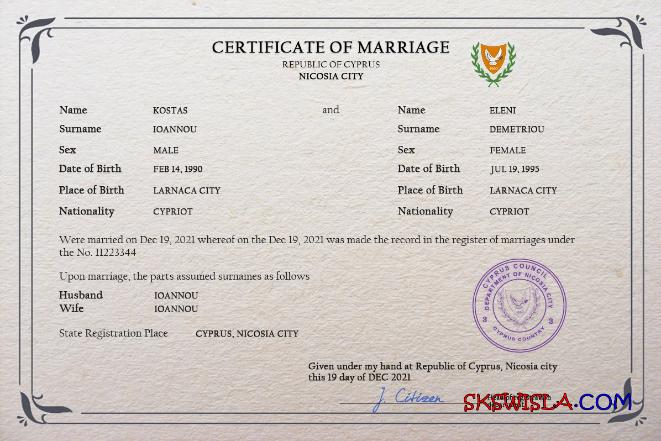 CERTIFICATE OF MARRIAGE
REPUBLIC OF CYPRUS
NICOSIA CITY
Name KOSTAS and Name ELENI
Surname IOANNOU Surname DEMETRIOU
Sex MALE Sex FEMALE
Date of Birth FEB 14, 1990 Date of Birth JUL 19, 1995
Place of Birth LARNACA CITY Place of Birth LARNACA CITY
Nationality CYPRIOT Nationality CYPRIOT
Were married on Dec 19, 2021 whereof on the Dec 19, 2021 was made the record in the register of marriages under
the No. 11223344
Upon marriage, the parts assumed surnames as follows
Husband IOANNOU
Wife IOANNOU
CYPRUS COUNCIL
DEPARTMENT OF NICOSIA CITY
3 3
CYPRUS COUNTRY
State Registration Place CYPRUS, NICOSIA CITY
Given under my hand at Republic of Cyprus, Nicosia city
this 19 day of DEC 2021
J. Citizen
SKSWISLA.COM